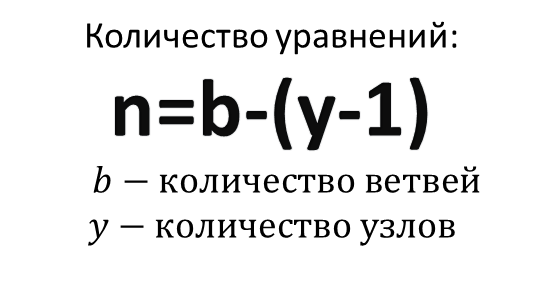 Количество уравнений:
n=b-(y-1)
b – количество ветвей
y – количество узлов